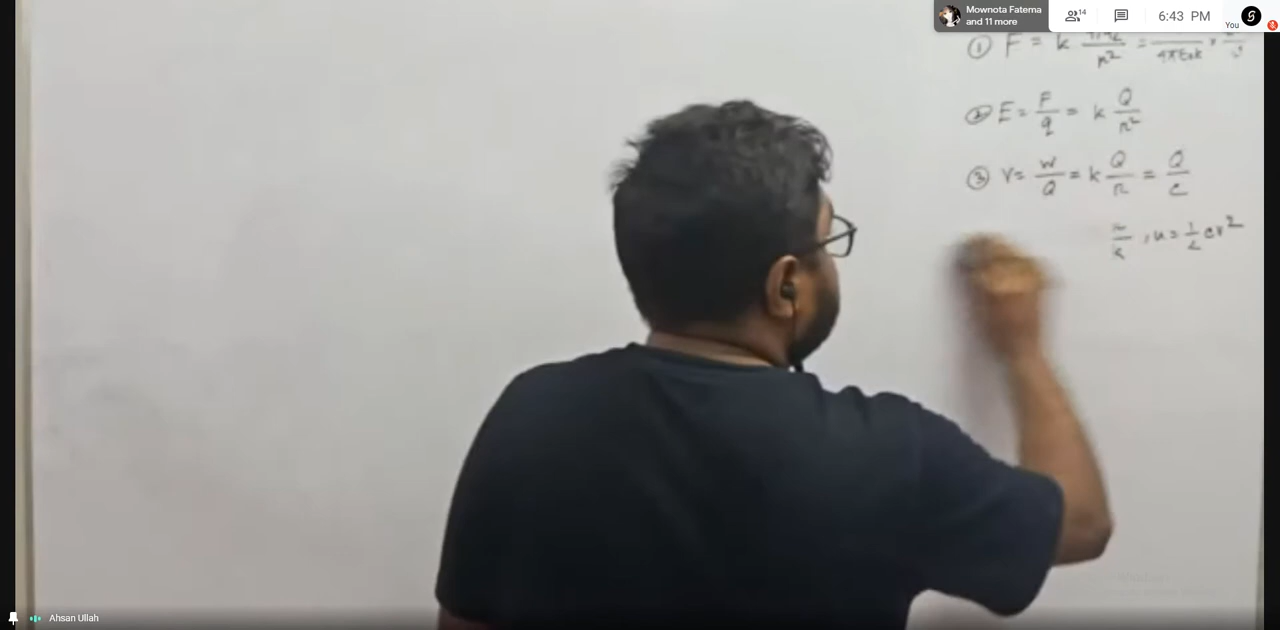 Mownota Fatema
and 11 more
14
6:43 PM
You
① F = k
r²
=
4πε₀k
② E = F/q = k Q/r²
③ V = W/Q = k Q/r = Q/C
, u = 1/2 cv²
Ahsan Ullah